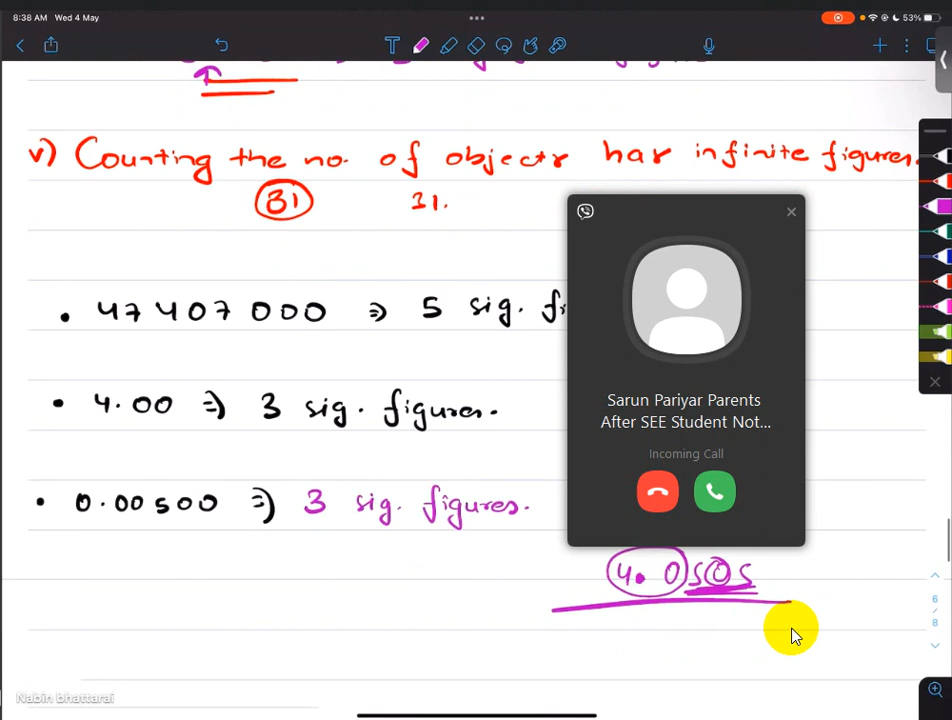 8:38 AM Wed 4 May
53%
v) Counting the no. of objects has infinite figures.
31 31.
• 47407000 ⇒ 5 sig. fi
• 4.00 ⇒ 3 sig. figures.
• 0.00500 ⇒ 3 sig. figures.
Sarun Pariyar Parents
After SEE Student Not...
Incoming Call
4.0505
6
/
8
Nabin bhattarai